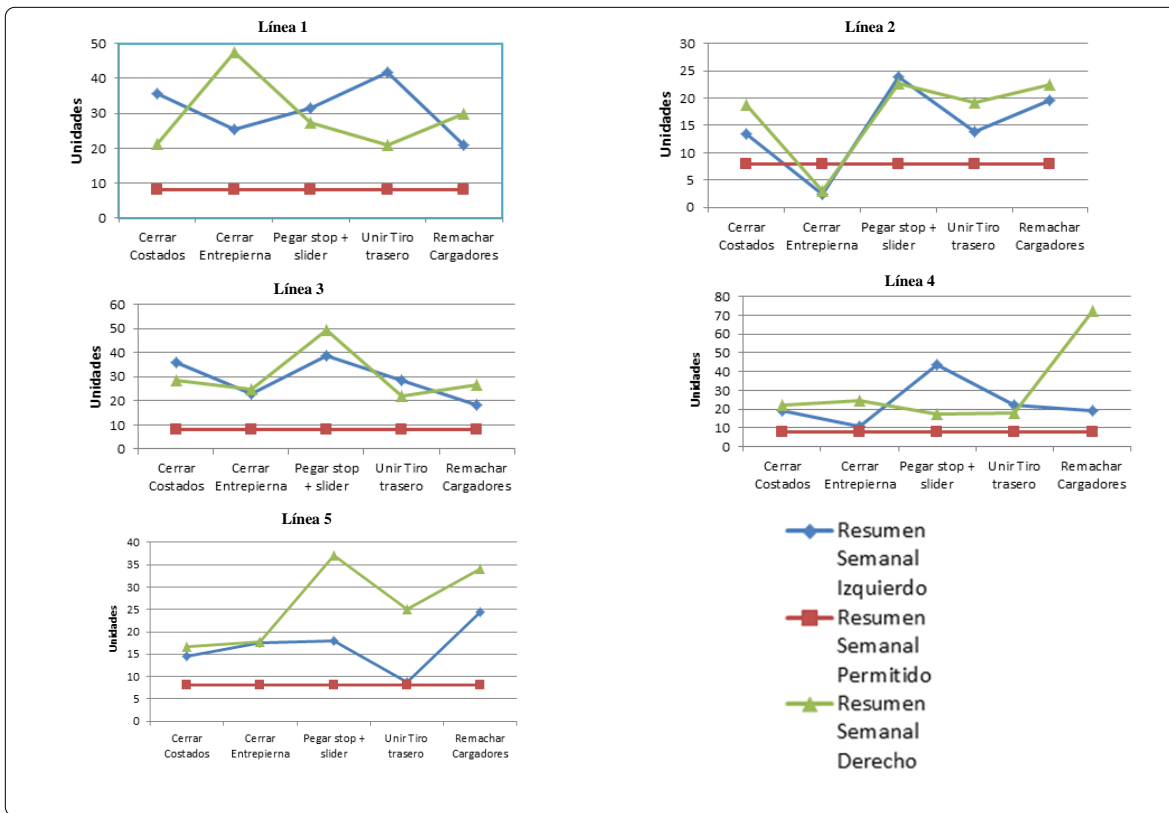 Línea 1
50
40
30
20
10
0
Unidades
Cerrar Cerrar Pegar stop + Unir Tiro Remachar
Costados Entrepierna slider trasero Cargadores
Línea 2
30
25
20
15
10
5
0
Unidades
Cerrar Cerrar Pegar stop + Unir Tiro Remachar
Costados Entrepierna slider trasero Cargadores
Línea 3
60
50
40
30
20
10
0
Unidades
Cerrar Cerrar Pegar stop Unir Tiro Remachar
Costados Entrepierna + slider trasero Cargadores
Línea 4
80
70
60
50
40
30
20
10
0
Unidades
Cerrar Cerrar Pegar stop + Unir Tiro Remachar
Costados Entrepierna slider trasero Cargadores
Línea 5
40
35
30
25
20
15
10
5
0
Unidades
Cerrar Cerrar Pegar stop + Unir Tiro Remachar
Costados Entrepierna slider trasero Cargadores
Resumen
Semanal
Izquierdo
Resumen
Semanal
Permitido
Resumen
Semanal
Derecho